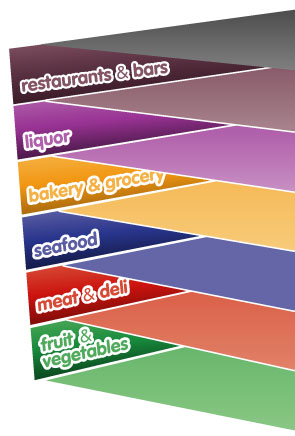 restaurants & bars
liquor
bakery & grocery
seafood
meat & deli
fruit &
vegetables